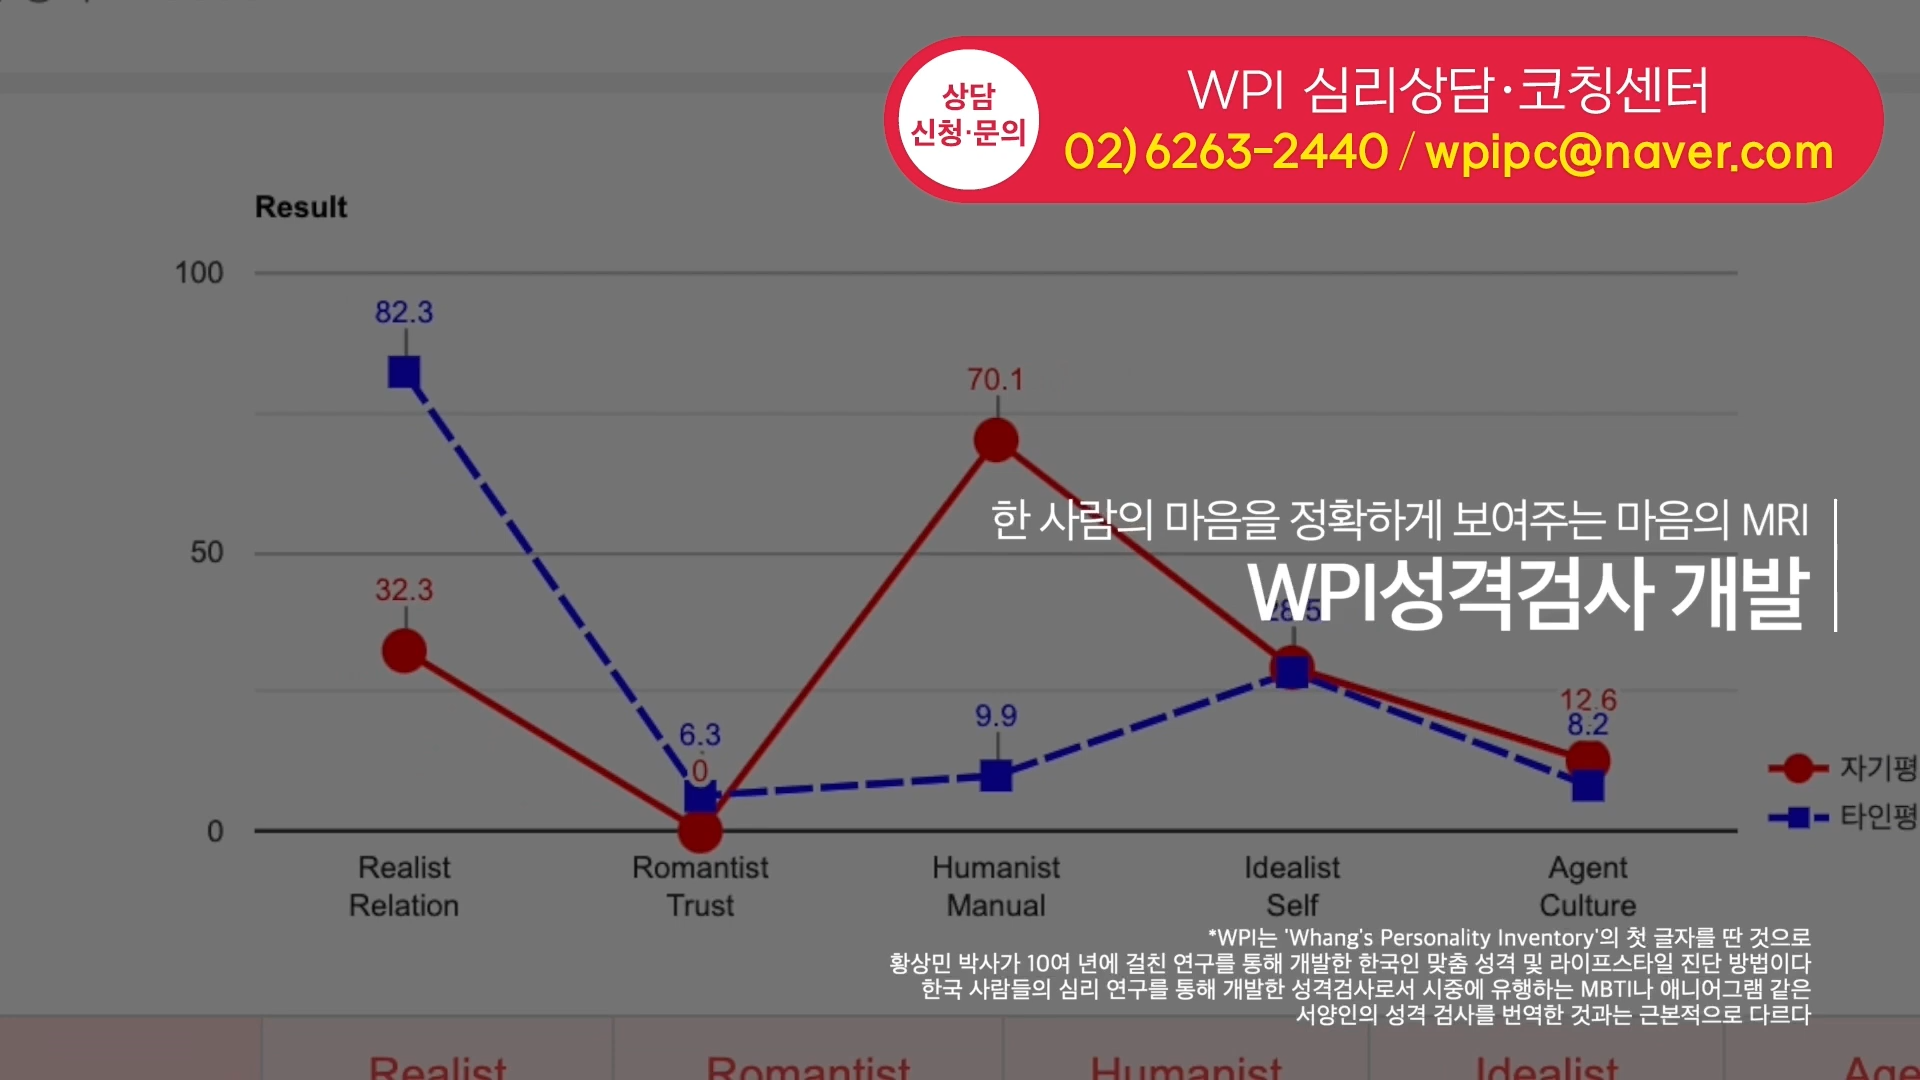 상담
신청·문의
WPI 심리상담·코칭센터
02) 6263-2440 / wpipc@naver.com
Result
100
50
0
82.3
32.3
6.3
0
70.1
9.9
28.5
12.6
8.2
한 사람의 마음을 정확하게 보여주는 마음의 MRI
WPI성격검사 개발
자기평
타인평
Realist
Relation
Romantist
Trust
Humanist
Manual
Idealist
Self
Agent
Culture
*WPI는 'Whang's Personality Inventory'의 첫 글자를 딴 것으로
황상민 박사가 10여 년에 걸친 연구를 통해 개발한 한국인 맞춤 성격 및 라이프스타일 진단 방법이다
한국 사람들의 심리 연구를 통해 개발한 성격검사로서 시중에 유행하는 MBTI나 애니어그램 같은
서양인의 성격 검사를 번역한 것과는 근본적으로 다르다
Realist
Romantist
Humanist
Idealist
Age